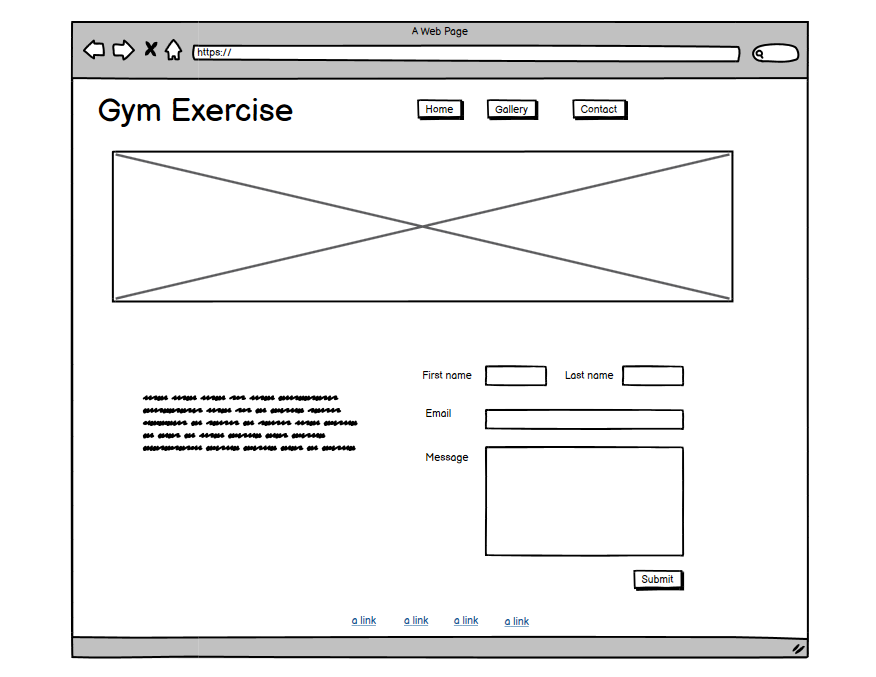 A Web Page
https://
Gym Exercise
Home Gallery Contact
First name Last name
Email
Message
Submit
a link a link a link a link